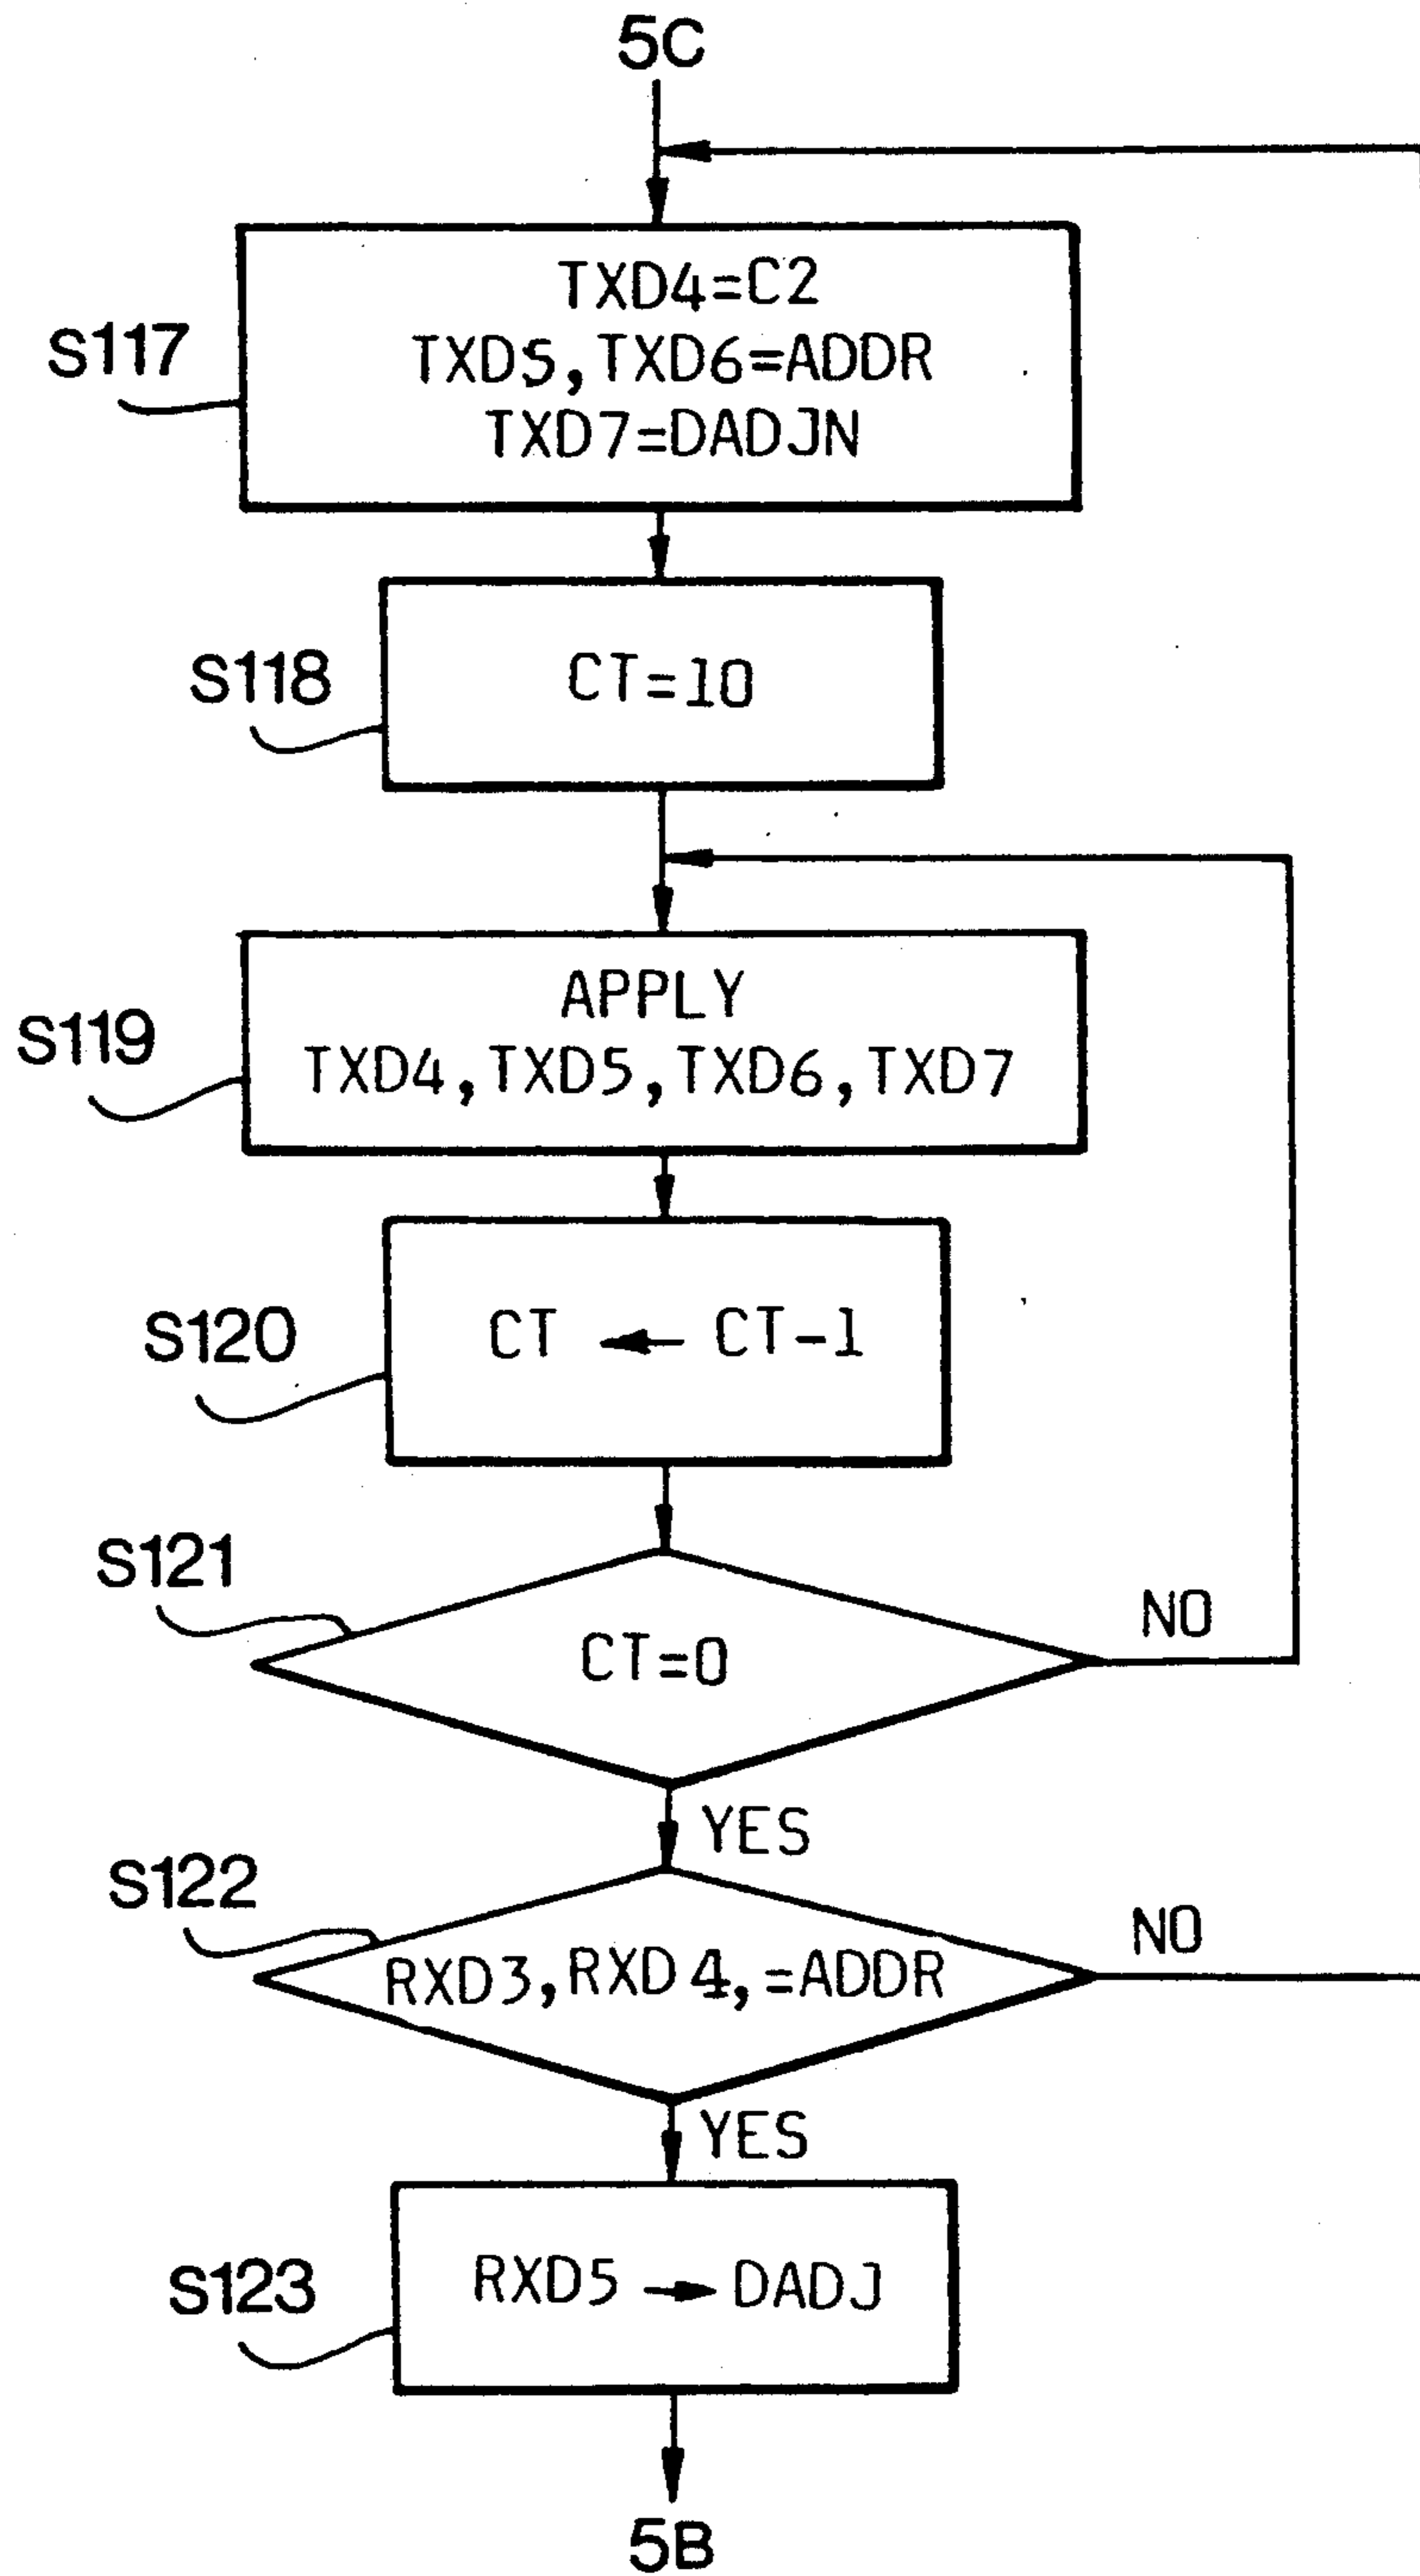 5C
TXD4=C2
TXD5,TXD6=ADDR
TXD7=DADJN
S117
CT=10
S118
APPLY
TXD4,TXD5,TXD6,TXD7
S119
CT ← CT-1
S120
S121
CT=0
NO
YES
S122
RXD3,RXD4,=ADDR
NO
YES
RXD5 → DADJ
S123
5B